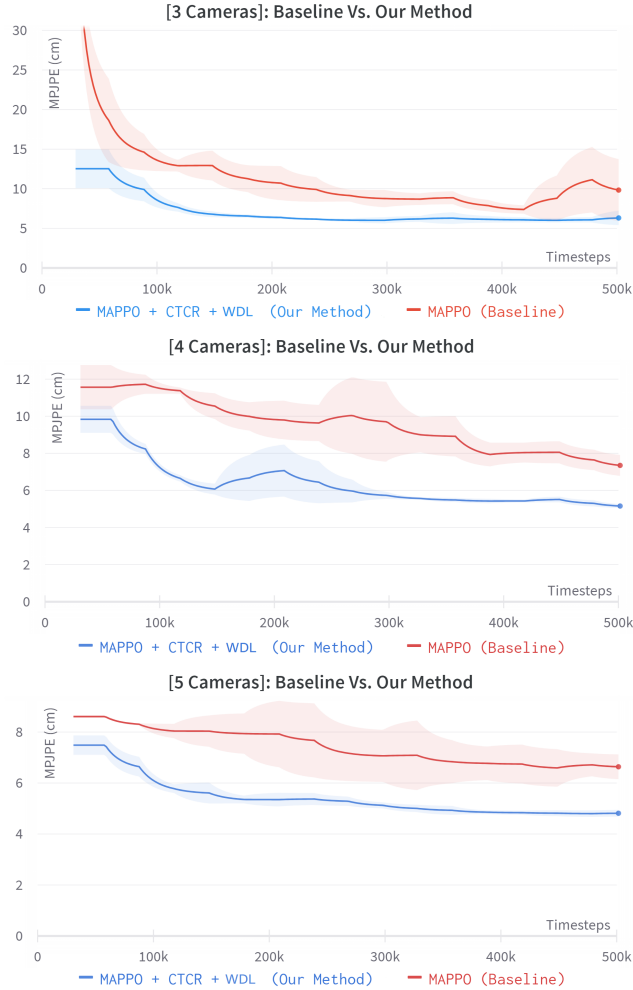 [3 Cameras]: Baseline Vs. Our Method
MPJPE (cm)
30
25
20
15
10
5
0
Timesteps
0 100k 200k 300k 400k 500k
MAPPO + CTCR + WDL (Our Method) MAPPO (Baseline)
[4 Cameras]: Baseline Vs. Our Method
MPJPE (cm)
12
10
8
6
4
2
0
Timesteps
0 100k 200k 300k 400k 500k
MAPPO + CTCR + WDL (Our Method) MAPPO (Baseline)
[5 Cameras]: Baseline Vs. Our Method
MPJPE (cm)
8
6
4
2
0
Timesteps
0 100k 200k 300k 400k 500k
MAPPO + CTCR + WDL (Our Method) MAPPO (Baseline)